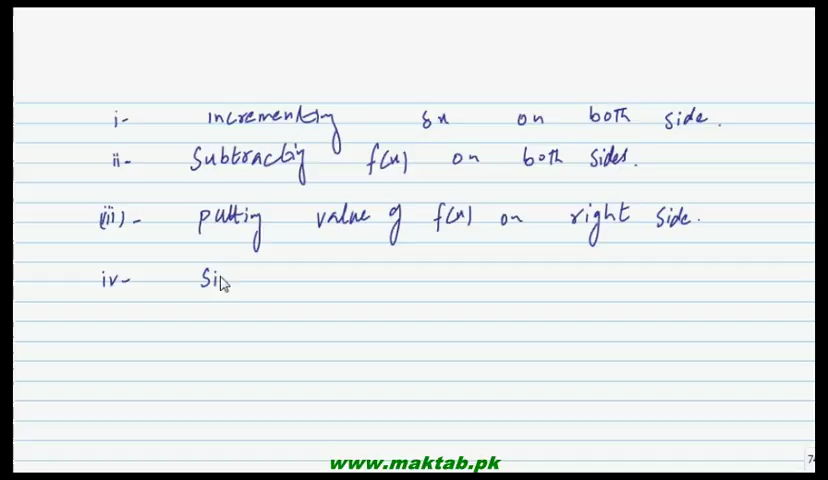 i- Incrementing δx on both side.
ii- Subtracting f(x) on both sides.
(iii)- putting value of f(x) on right side.
iv- Si
www.maktab.pk